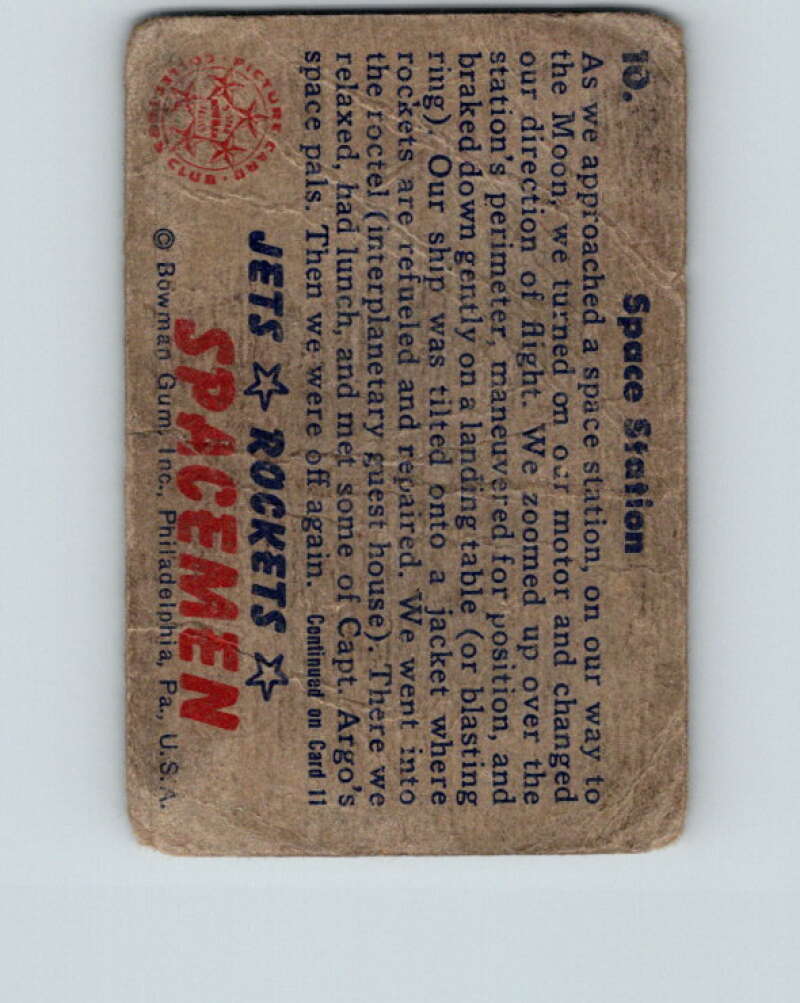 10.
Space Station
As we approached a space station, on our way to
the Moon, we turned on our motor and changed
our direction of flight. We zoomed up over the
station's perimeter, maneuvered for position, and
braked down gently on a landing table (or blasting
ring). Our ship was tilted onto a jacket where
rockets are refueled and repaired. We went into
the roctel (interplanetary guest house). There we
relaxed, had lunch, and met some of Capt. Argo's
space pals. Then we were off again. Continued on Card 11
PICTURE CARD COLLECTORS CLUB
JETS ☆ ROCKETS ☆
SPACEMEN
© Bowman Gum, Inc., Philadelphia, Pa., U.S.A.